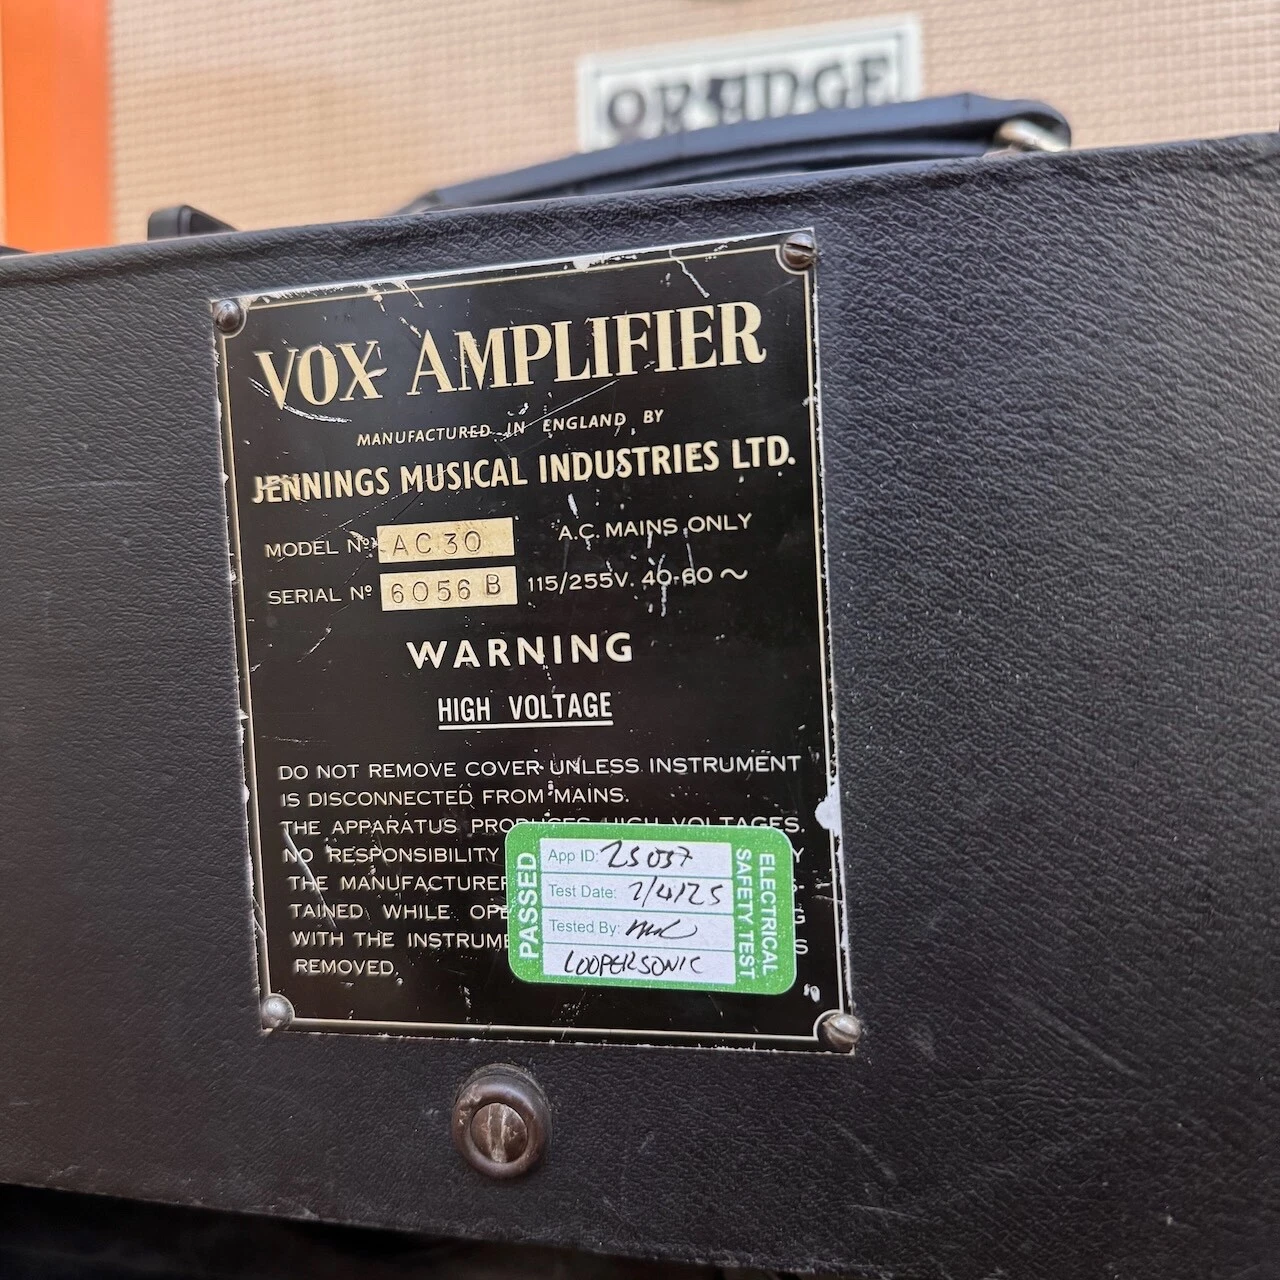 ORANGE
VOX AMPLIFIER
MANUFACTURED IN ENGLAND BY
JENNINGS MUSICAL INDUSTRIES LTD.
MODEL Nº AC30 A.C. MAINS ONLY
SERIAL Nº 6056 B 115/255V. 40-60 ~
WARNING
HIGH VOLTAGE
DO NOT REMOVE COVER UNLESS INSTRUMENT
IS DISCONNECTED FROM MAINS.
THE APPARATUS PRODUCES HIGH VOLTAGES.
NO RESPONSIBILITY
THE MANUFACTURER
TAINED WHILE
WITH THE
REMOVED.
PASSED
App ID:
Test Date: 2/4/25
Tested By:
LOOPERSONIC
ELECTRICAL
SAFETY TEST